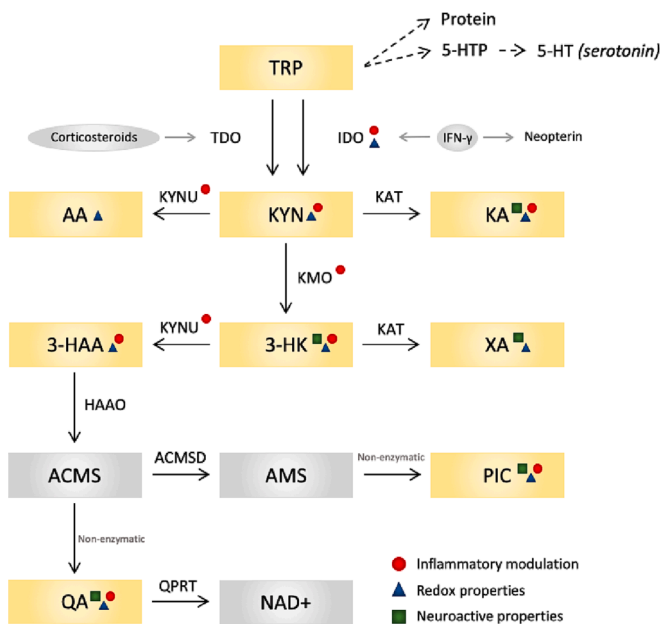 Protein
TRP
5-HTP
5-HT (serotonin)
Corticosteroids
TDO
IDO
IFN-γ
Neopterin
KYNU
KAT
AA
KYN
KA
KMO
KYNU
KAT
3-HAA
3-HK
XA
HAAO
ACMSD
Non-enzymatic
ACMS
AMS
PIC
Non-enzymatic
Inflammatory modulation
QPRT
Redox properties
QA
NAD+
Neuroactive properties